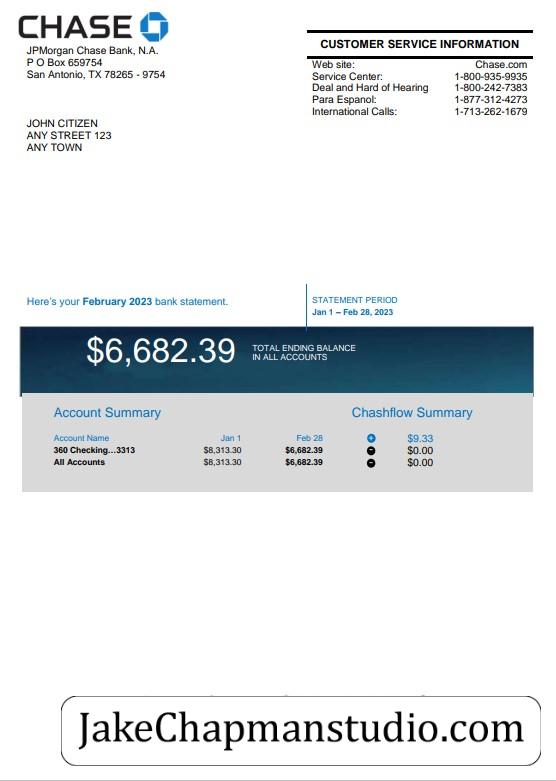 CHASE
JPMorgan Chase Bank, N.A.
P O Box 659754
San Antonio, TX 78265 - 9754
CUSTOMER SERVICE INFORMATION
Web site: Chase.com
Service Center: 1-800-935-9935
Deal and Hard of Hearing 1-800-242-7383
Para Espanol: 1-877-312-4273
International Calls: 1-713-262-1679
JOHN CITIZEN
ANY STREET 123
ANY TOWN
Here's your February 2023 bank statement.
STATEMENT PERIOD
Jan 1 – Feb 28, 2023
$6,682.39
TOTAL ENDING BALANCE
IN ALL ACCOUNTS
Account Summary Chashflow Summary
Account Name Jan 1 Feb 28 + $9.33
360 Checking...3313 $8,313.30 $6,682.39 - $0.00
All Accounts $8,313.30 $6,682.39 - $0.00
JakeChapmanstudio.com